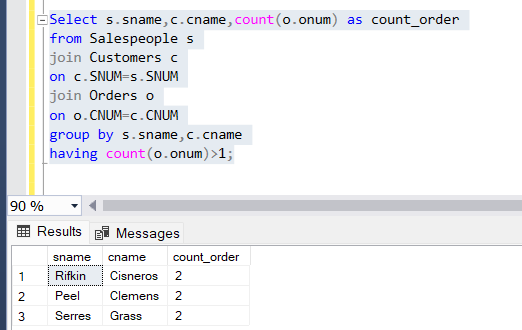 Select s.sname,c.cname,count(o.onum) as count_order
from Salespeople s
join Customers c
on c.SNUM=s.SNUM
join Orders o
on o.CNUM=c.CNUM
group by s.sname,c.cname
having count(o.onum)>1;
90 %
Results Messages
sname cname count_order
1 Rifkin Cisneros 2
2 Peel Clemens 2
3 Serres Grass 2